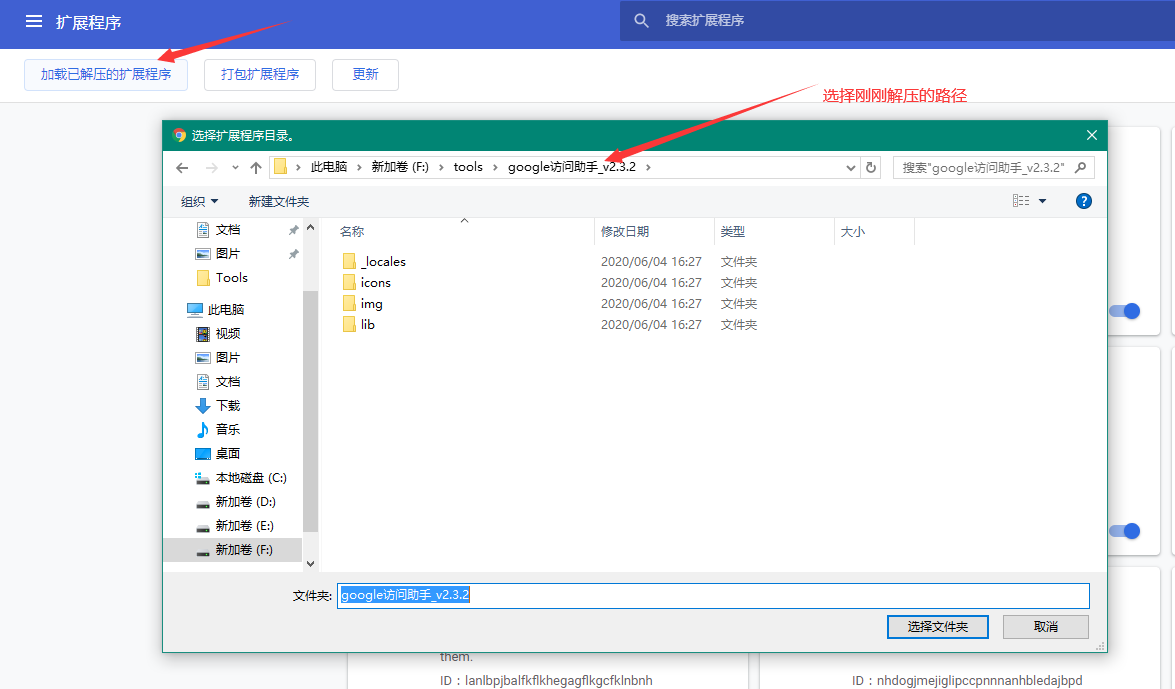 扩展程序
搜索扩展程序
加载已解压的扩展程序 打包扩展程序 更新
选择刚刚解压的路径
选择扩展程序目录。
此电脑 新加卷 (F:) tools google访问助手_v2.3.2
搜索"google访问助手_v2.3.2"
组织 新建文件夹
文档
图片
Tools
此电脑
视频
图片
文档
下载
音乐
桌面
本地磁盘 (C:)
新加卷 (D:)
新加卷 (E:)
新加卷 (F:)
名称 修改日期 类型 大小
_locales 2020/06/04 16:27 文件夹
icons 2020/06/04 16:27 文件夹
img 2020/06/04 16:27 文件夹
lib 2020/06/04 16:27 文件夹
文件夹: google访问助手_v2.3.2
选择文件夹 取消
them.
ID：lanlbpjbalfkflkhegagflkgcfklnbnh
ID：nhdogjmejiglipccpnnnanhbledajbpd